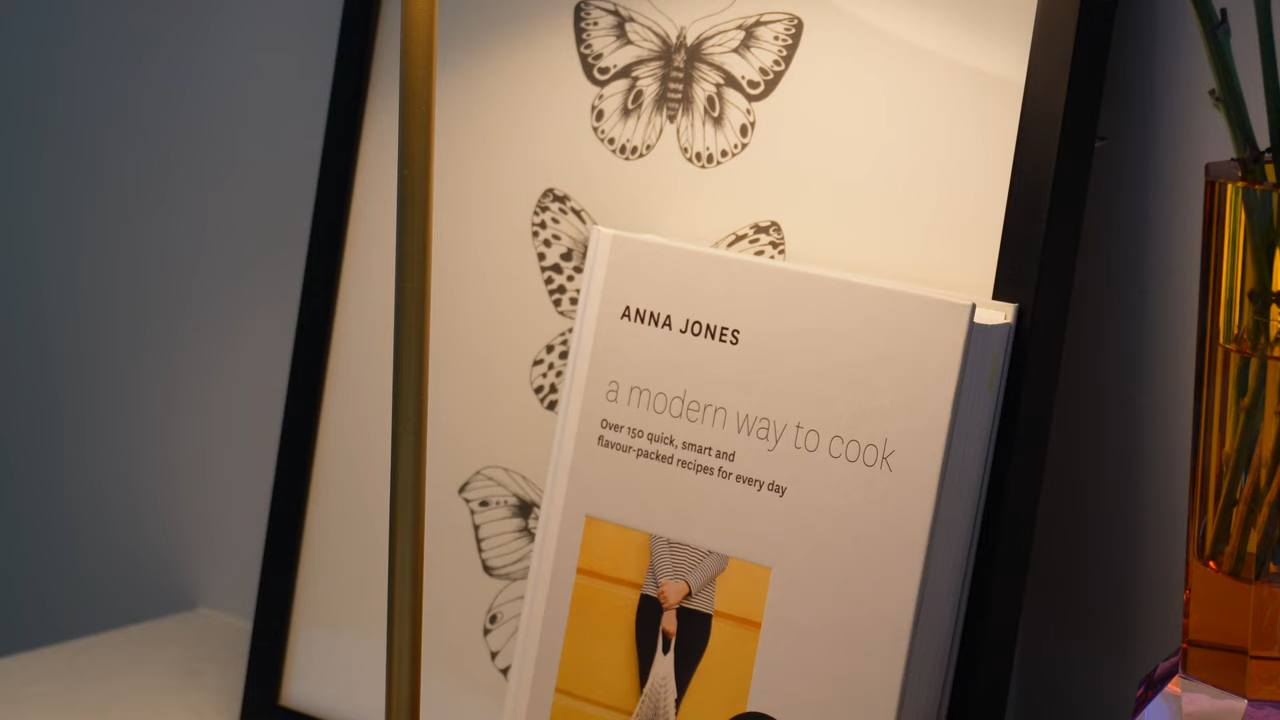 ANNA JONES
a modern way to cook
Over 150 quick, smart and
flavour-packed recipes for every day